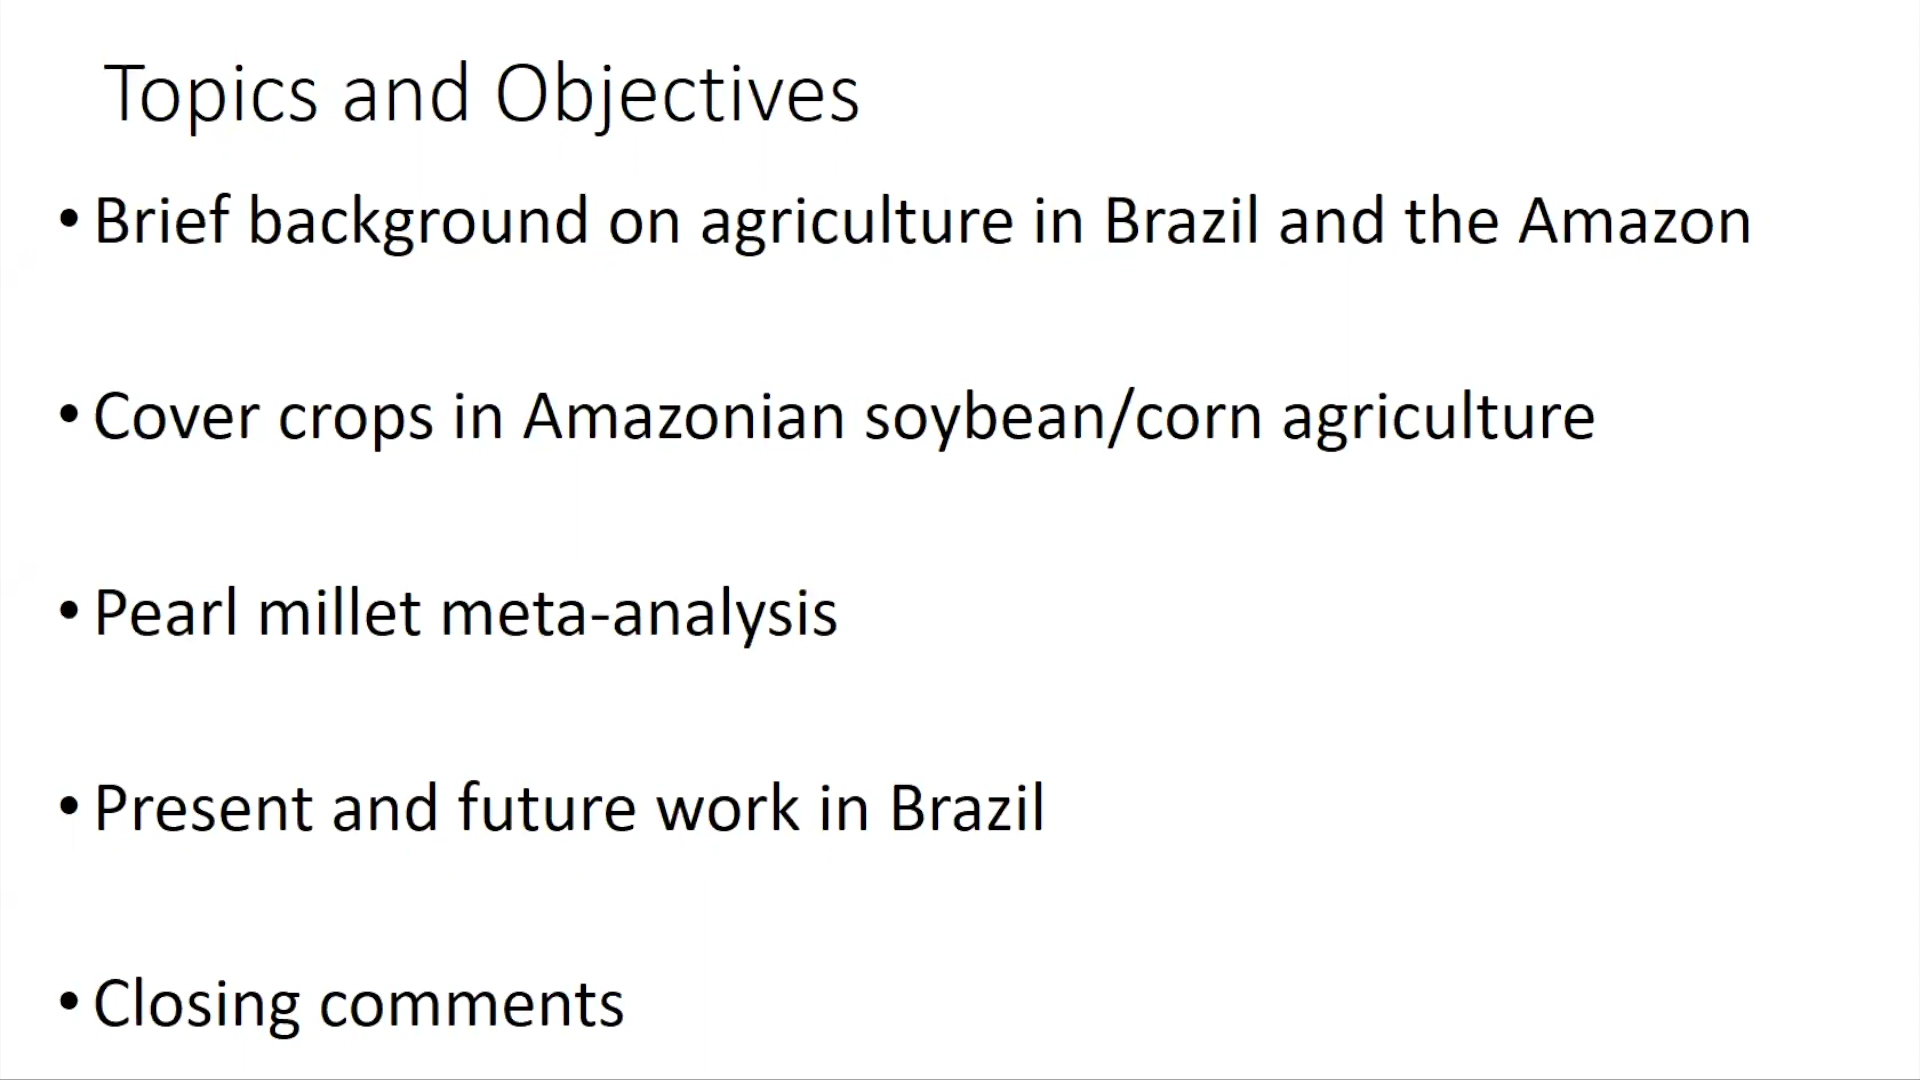 Topics and Objectives
• Brief background on agriculture in Brazil and the Amazon
• Cover crops in Amazonian soybean/corn agriculture
• Pearl millet meta-analysis
• Present and future work in Brazil
• Closing comments